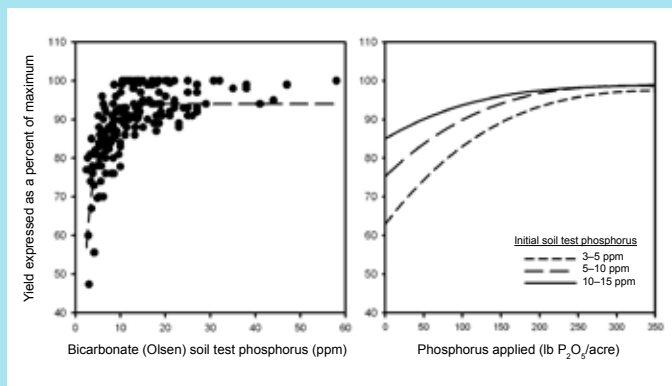 Yield expressed as a percent of maximum
110
100
90
80
70
60
50
40
0 10 20 30 40 50 60
Bicarbonate (Olsen) soil test phosphorus (ppm)
110
100
90
80
70
60
50
40
Initial soil test phosphorus
3–5 ppm
5–10 ppm
10–15 ppm
0 50 100 150 200 250 300 350
Phosphorus applied (lb P₂O₅/acre)